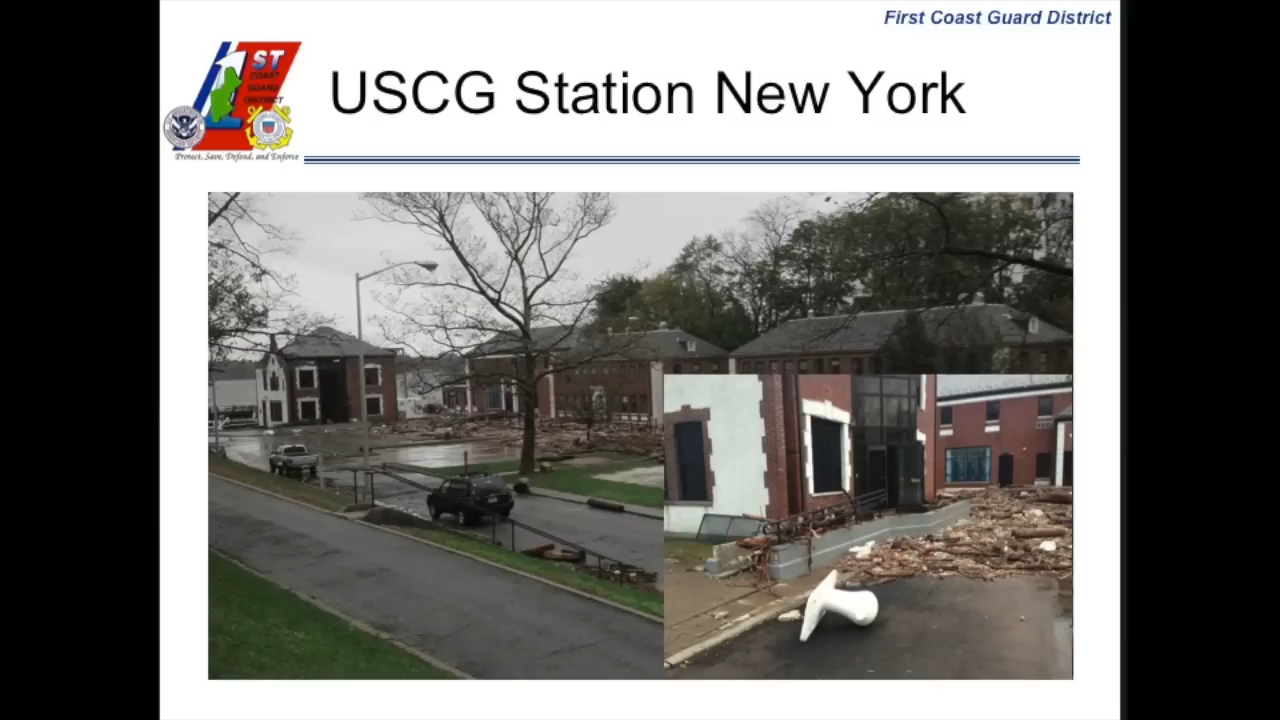 First Coast Guard District
1ST
COAST
GUARD
DISTRICT
USCG Station New York
Protect, Save, Defend, and Enforce